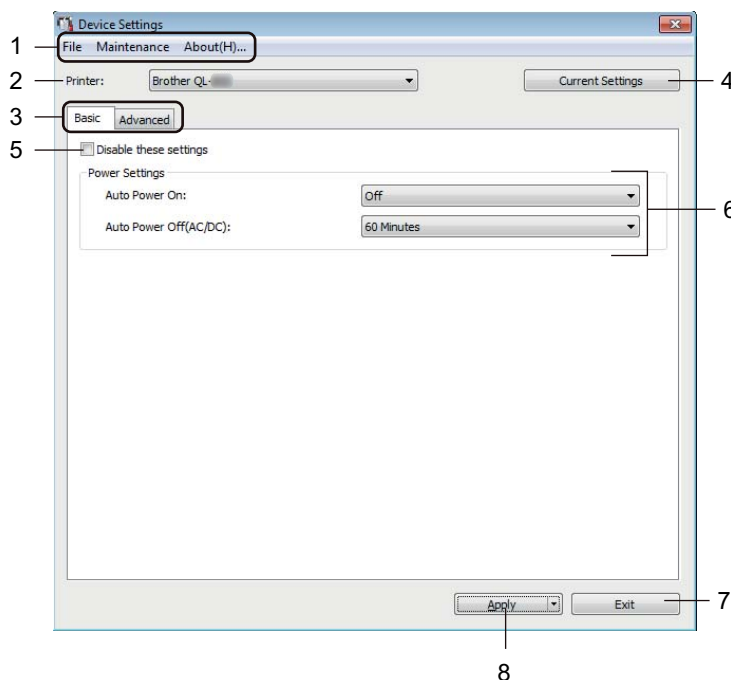 Device Settings
1 File Maintenance About(H)...
2 Printer: Brother QL- Current Settings 4
3 Basic Advanced
5 Disable these settings
Power Settings
Auto Power On: Off
6
Auto Power Off(AC/DC): 60 Minutes
Apply Exit 7
8